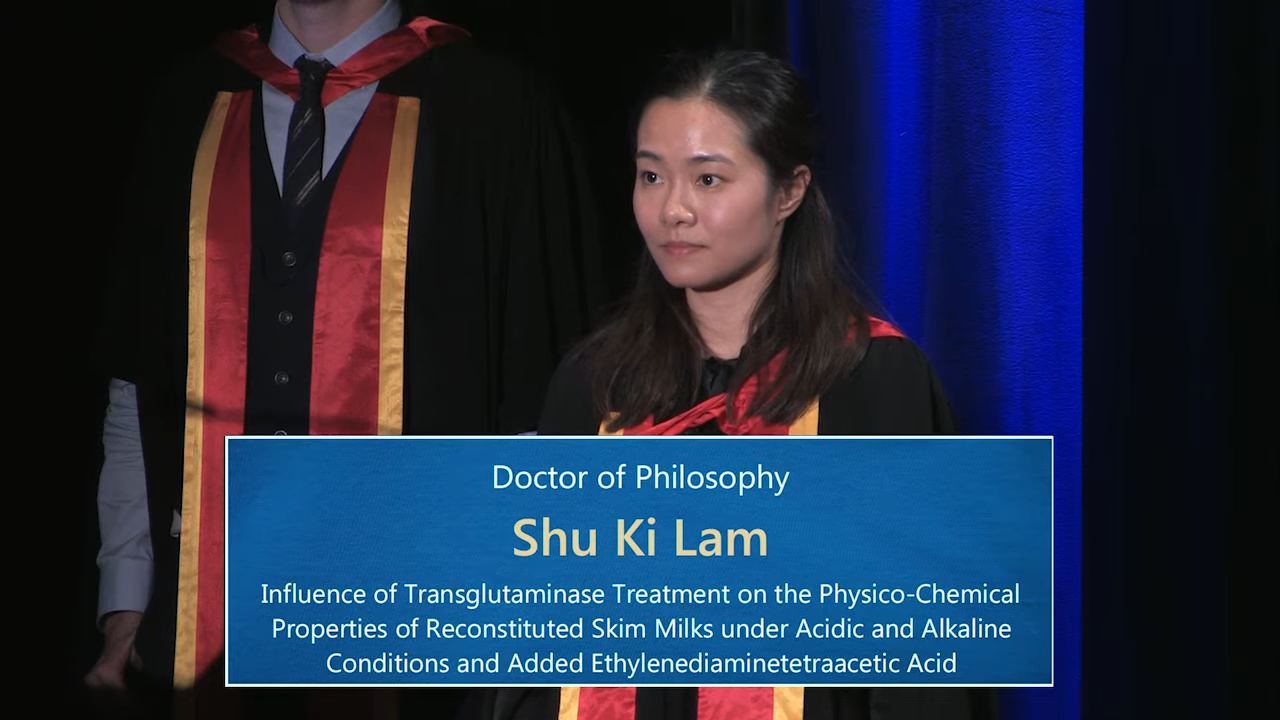 Doctor of Philosophy
Shu Ki Lam
Influence of Transglutaminase Treatment on the Physico-Chemical
Properties of Reconstituted Skim Milks under Acidic and Alkaline
Conditions and Added Ethylenediaminetetraacetic Acid